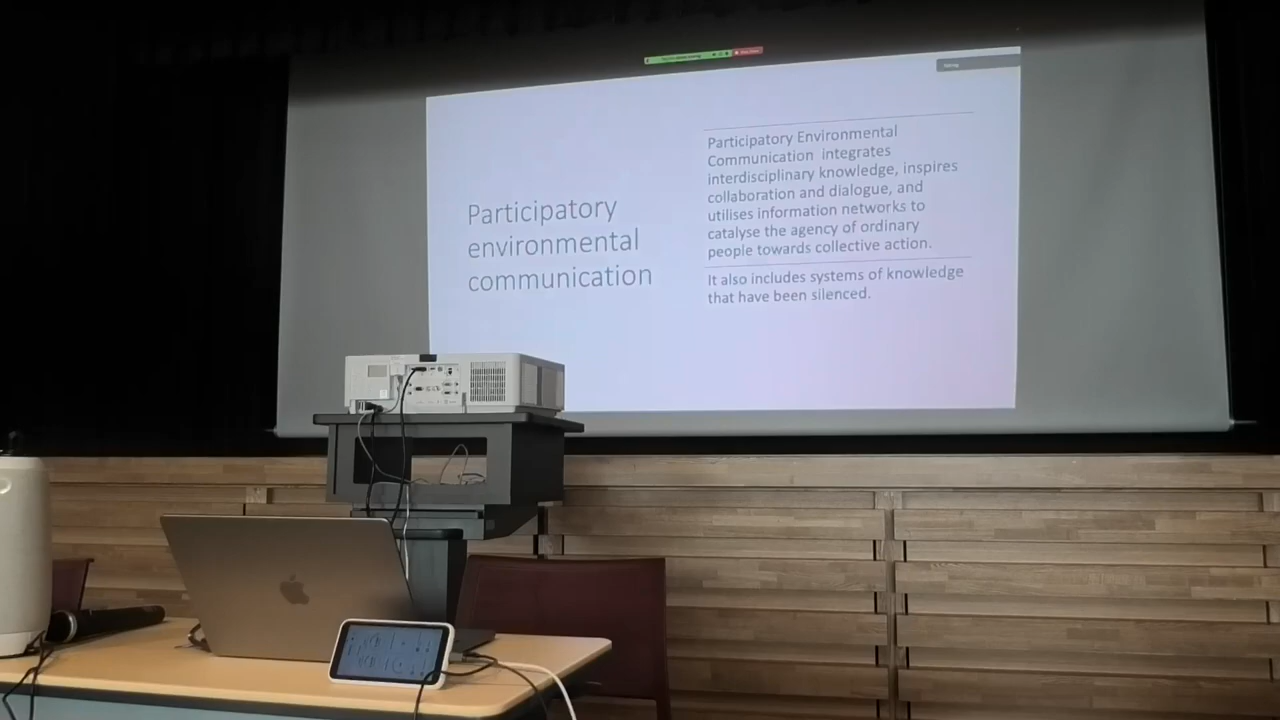 Participatory
environmental
communication
Participatory Environmental
Communication integrates
interdisciplinary knowledge, inspires
collaboration and dialogue, and
utilises information networks to
catalyse the agency of ordinary
people towards collective action.
It also includes systems of knowledge
that have been silenced.